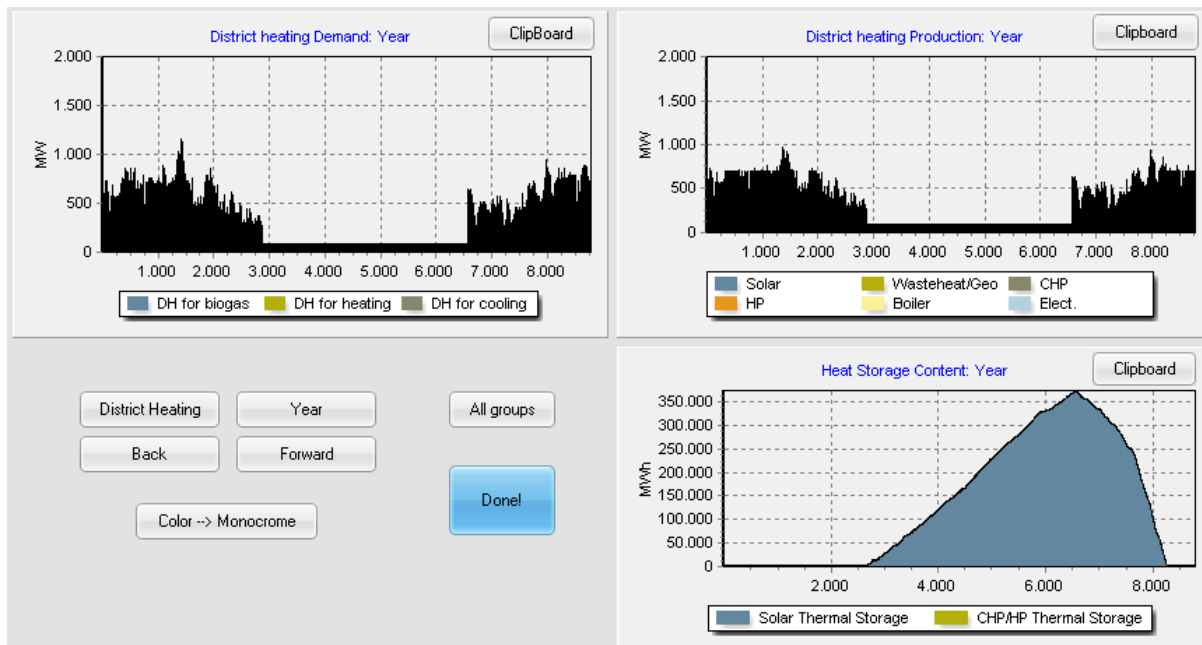 District heating Demand: Year
ClipBoard
2.000
1.500
1.000
500
0
MW
1.000 2.000 3.000 4.000 5.000 6.000 7.000 8.000
DH for biogas DH for heating DH for cooling
District heating Production: Year
Clipboard
2.000
1.500
1.000
500
0
MW
1.000 2.000 3.000 4.000 5.000 6.000 7.000 8.000
Solar Wasteheat/Geo CHP
HP Boiler Elect.
District Heating Year All groups
Back Forward
Done!
Color --> Monocrome
Heat Storage Content: Year
Clipboard
350.000
300.000
250.000
200.000
150.000
100.000
50.000
0
MWh
2.000 4.000 6.000 8.000
Solar Thermal Storage CHP/HP Thermal Storage